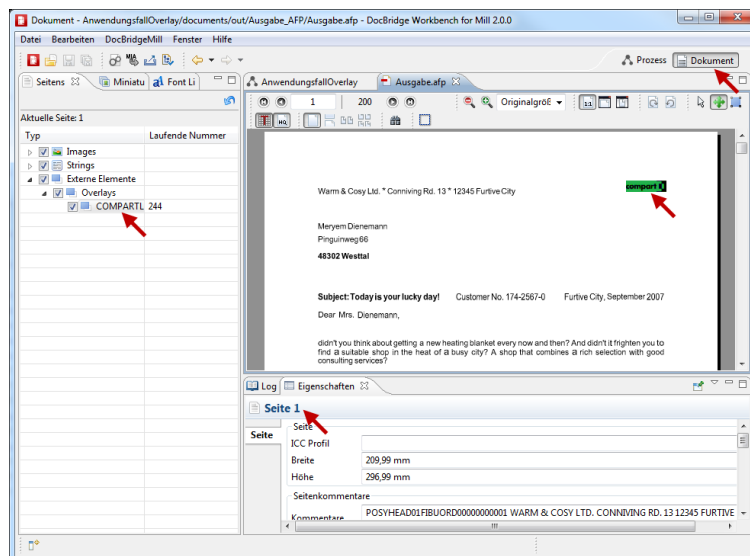 Dokument - AnwendungsfallOverlay/documents/out/Ausgabe_AFP/Ausgabe.afp - DocBridge Workbench for Mill 2.0.0
Datei Bearbeiten DocBridgeMill Fenster Hilfe
Prozess Dokument
Seitens Miniatu Font Li
AnwendungsfallOverlay Ausgabe.afp
1 200 Originalgröß
Aktuelle Seite: 1
Typ Laufende Nummer
Images
Strings
Externe Elemente
Overlays
COMPARTL 244
Warm & Cosy Ltd. * Conniving Rd. 13 * 12345 Furtive City
compart
Meryem Dienemann
Pinguinweg 66
48302 Westtal
Subject: Today is your lucky day! Customer No. 174-2567-0 Furtive City, September 2007
Dear Mrs. Dienemann,
didn't you think about getting a new heating blanket every now and then? And didn't it frighten you to
find a suitable shop in the heat of a busy city? A shop that combines a rich selection with good
consulting services?
Log Eigenschaften
Seite 1
Seite
Seite
ICC Profil
Breite 209,99 mm
Höhe 296,99 mm
Seitenkommentare
Kommentare POSYHEAD01FIBUORD00000000001 WARM & COSY LTD. CONNIVING RD. 13 12345 FURTIVE